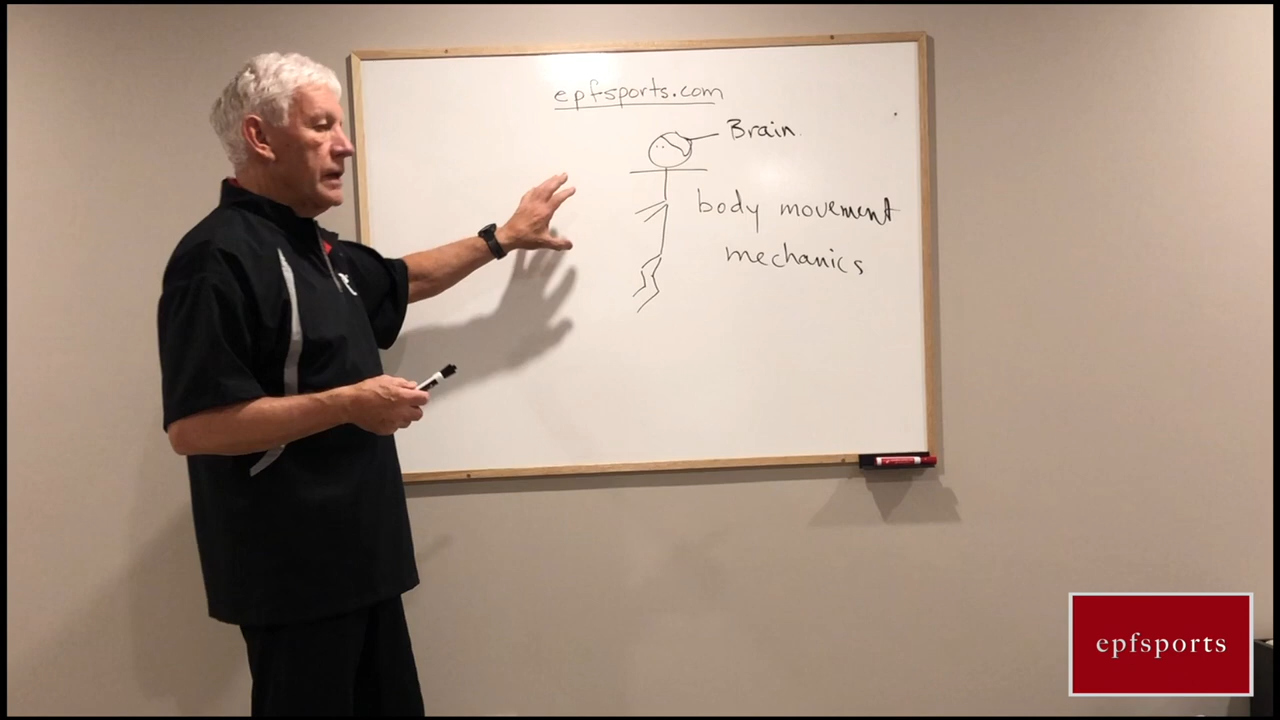 epfsports.com
Brain
body movement
mechanics
epfsports